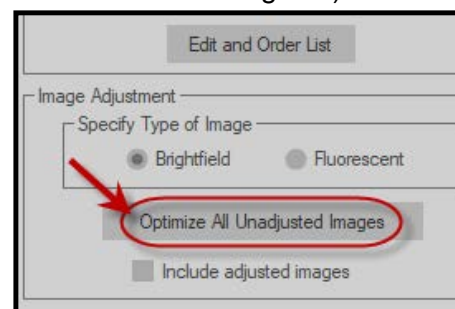 Edit and Order List
Image Adjustment
Specify Type of Image
Brightfield Fluorescent
Optimize All Unadjusted Images
Include adjusted images